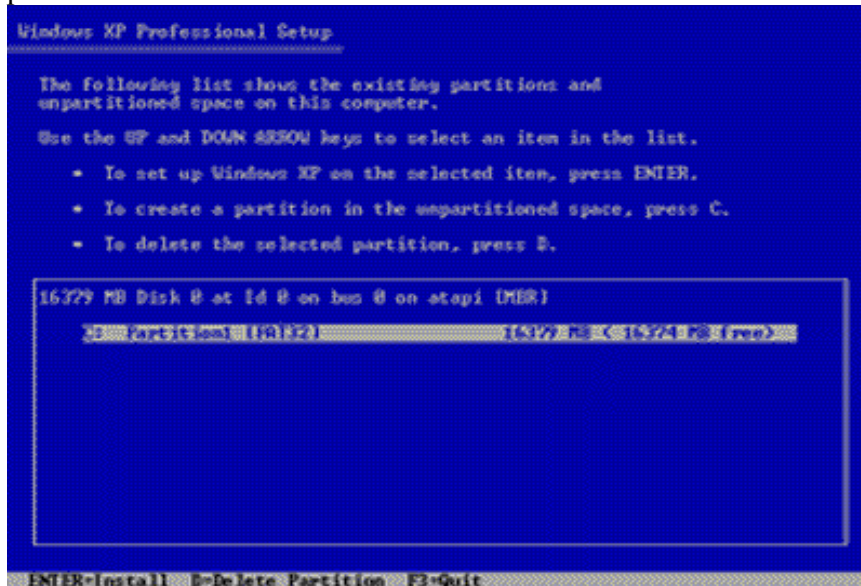 Windows XP Professional Setup
The following list shows the existing partitions and
unpartitioned space on this computer.
Use the UP and DOWN ARROW keys to select an item in the list.
• To set up Windows XP on the selected item, press ENTER.
• To create a partition in the unpartitioned space, press C.
• To delete the selected partition, press D.
16379 MB Disk 0 at Id 0 on bus 0 on atapi [MBR]
Partition1 [FAT32] 16379 MB ( 16374 MB free)
ENTER=Install D=Delete Partition F3=Quit